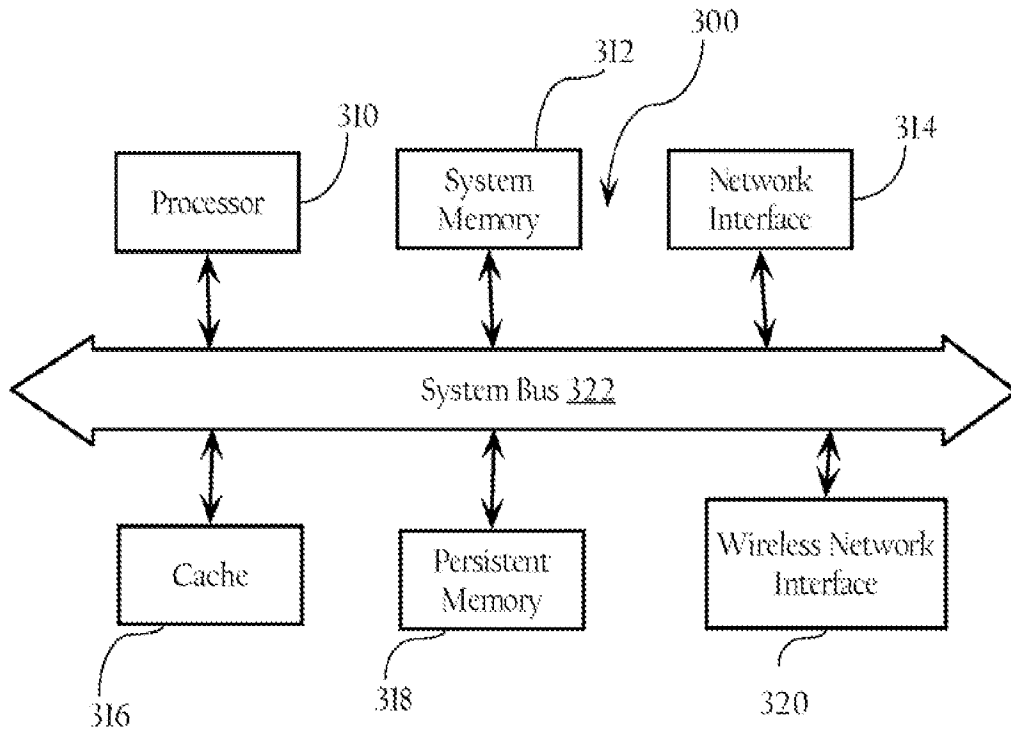 300
312
310
314
Processor
System
Memory
Network
Interface
System Bus 322
Cache
Persistent
Memory
Wireless Network
Interface
316
318
320